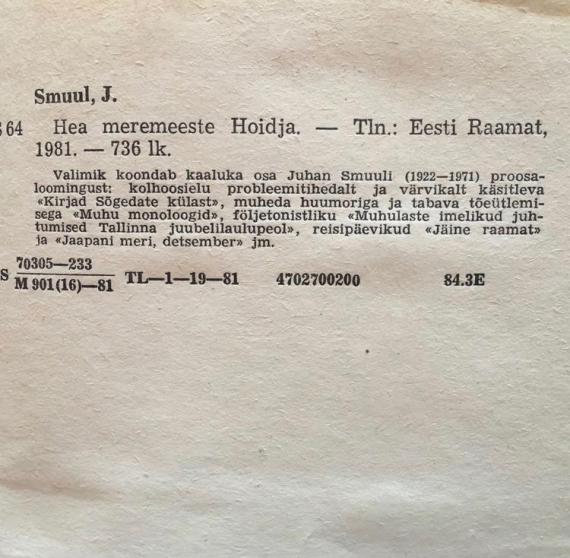 Smuul, J.
S 64 Hea meremeeste Hoidja. — Tln.: Eesti Raamat,
1981. — 736 lk.
Valimik koondab kaaluka osa Juhan Smuuli (1922—1971) proosa-
loomingust: kolhoosielu probleemitihedalt ja värvikalt käsitleva
«Kirjad Sõgedate külast», muheda huumoriga ja tabava tõeütlemi-
sega «Muhu monoloogid», följetonistliku «Muhulaste imelikud juh-
tumised Tallinna juubelilaulupeol», reisipäevikud «Jäine raamat»
ja «Jaapani meri, detsember» jm.
70305—233
S M 901(16)—81 TL—1—19—81 4702700200 84.3E